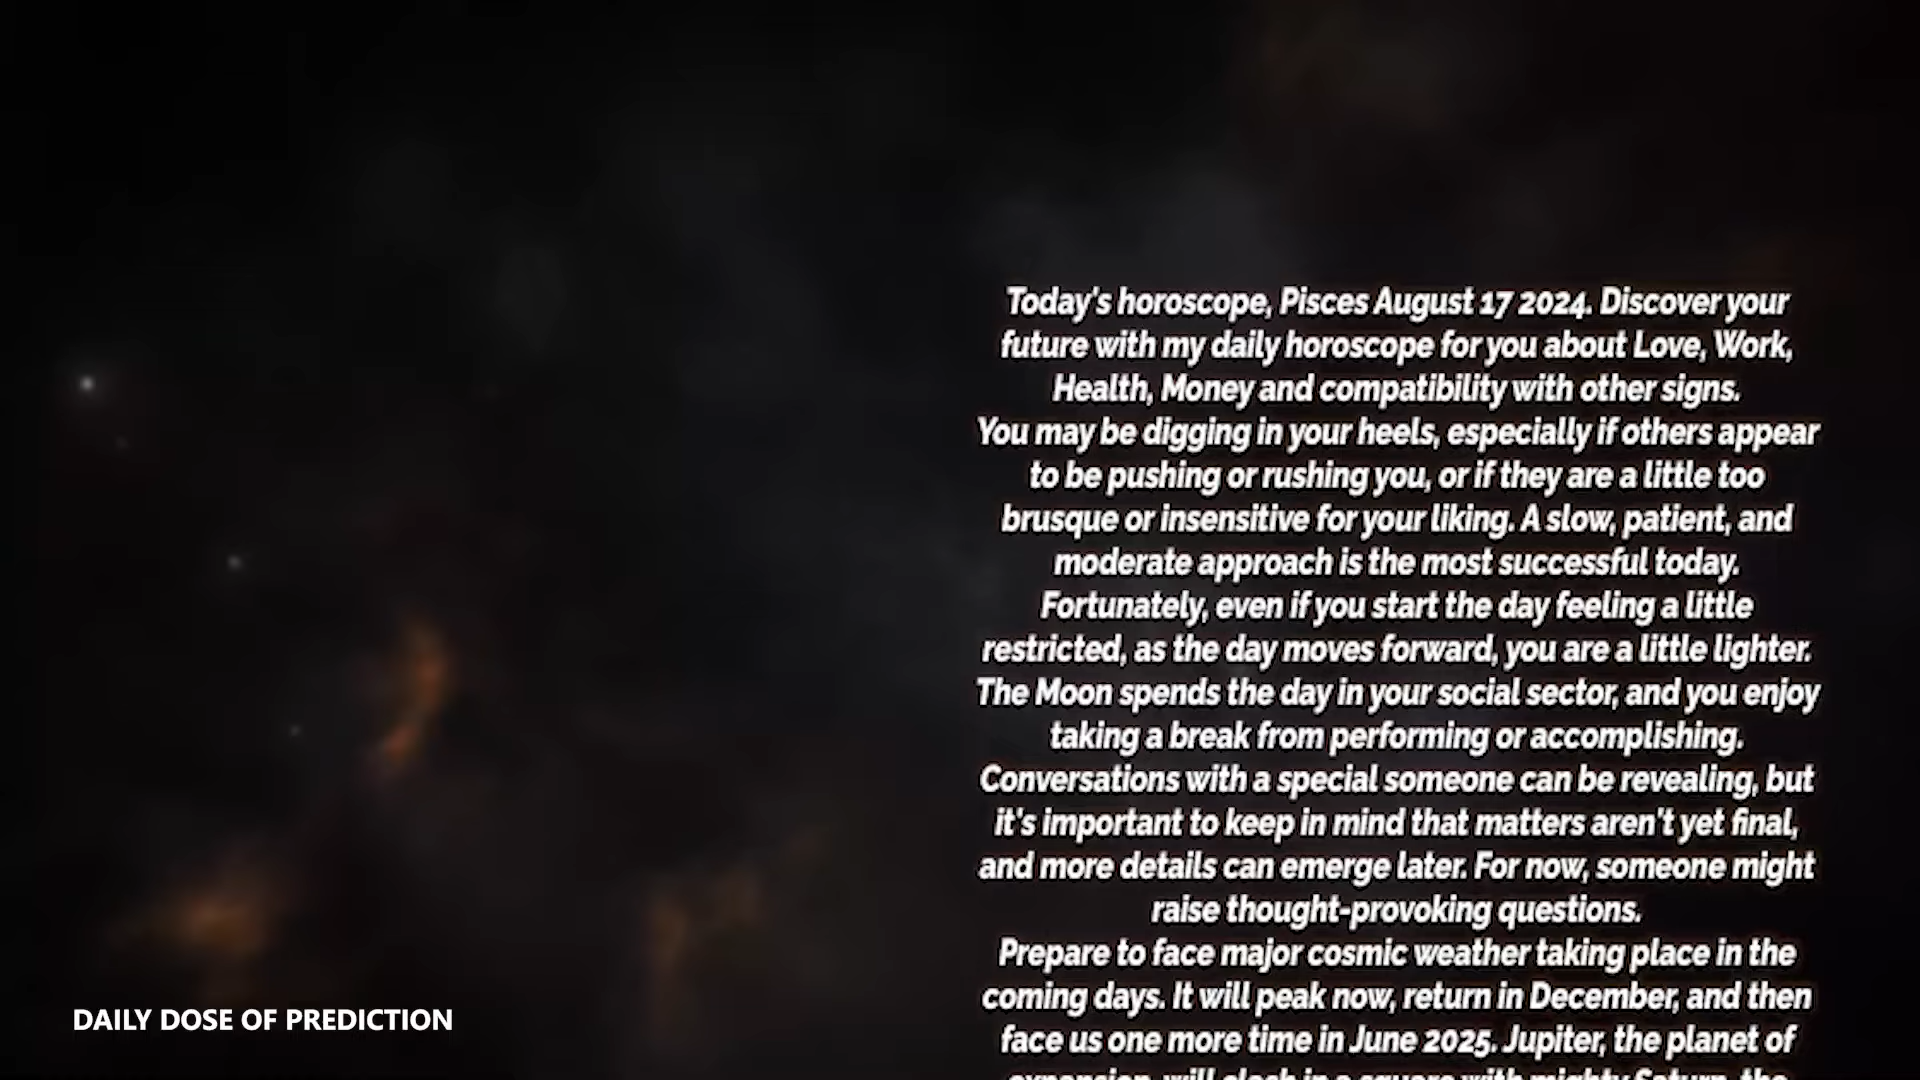 Today's horoscope, Pisces August 17 2024. Discover your
future with my daily horoscope for you about Love, Work,
Health, Money and compatibility with other signs.
You may be digging in your heels, especially if others appear
to be pushing or rushing you, or if they are a little too
brusque or insensitive for your liking. A slow, patient, and
moderate approach is the most successful today.
Fortunately, even if you start the day feeling a little
restricted, as the day moves forward, you are a little lighter.
The Moon spends the day in your social sector, and you enjoy
taking a break from performing or accomplishing.
Conversations with a special someone can be revealing, but
it's important to keep in mind that matters aren't yet final,
and more details can emerge later. For now, someone might
raise thought-provoking questions.
Prepare to face major cosmic weather taking place in the
coming days. It will peak now, return in December, and then
face us one more time in June 2025. Jupiter, the planet of
expansion, will clash in a square with mighty Saturn, the
DAILY DOSE OF PREDICTION